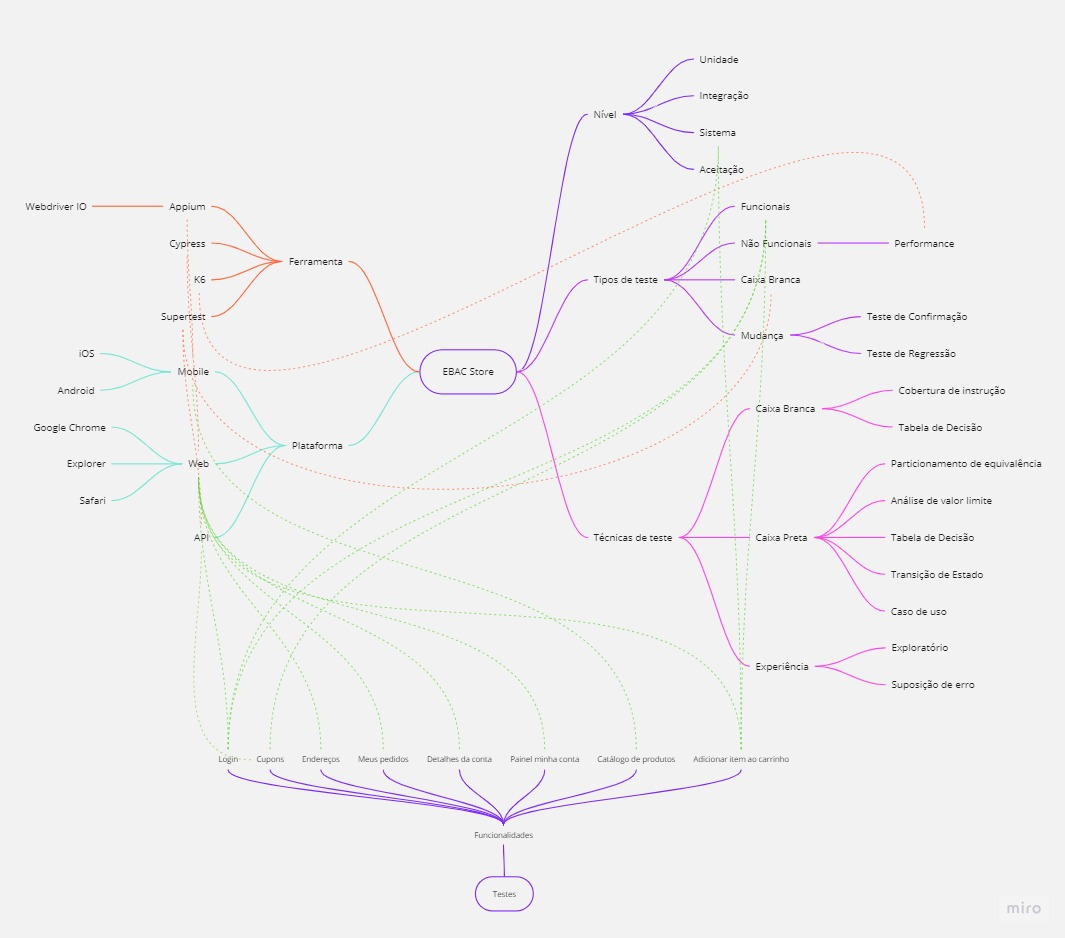 Unidade
Integração
Nível
Sistema
Aceitação
Webdriver IO
Appium
Funcionais
Cypress
Não Funcionais
Performance
Ferramenta
K6
Tipos de teste
Caixa Branca
Supertest
Teste de Confirmação
Mudança
iOS
Teste de Regressão
Mobile
EBAC Store
Android
Cobertura de instrução
Caixa Branca
Google Chrome
Tabela de Decisão
Plataforma
Explorer
Web
Particionamento de equivalência
Safari
Análise de valor limite
API
Técnicas de teste
Caixa Preta
Tabela de Decisão
Transição de Estado
Caso de uso
Exploratório
Experiência
Suposição de erro
Login
Cupons
Endereços
Meus pedidos
Detalhes da conta
Painel minha conta
Catálogo de produtos
Adicionar item ao carrinho
Funcionalidades
Testes
miro